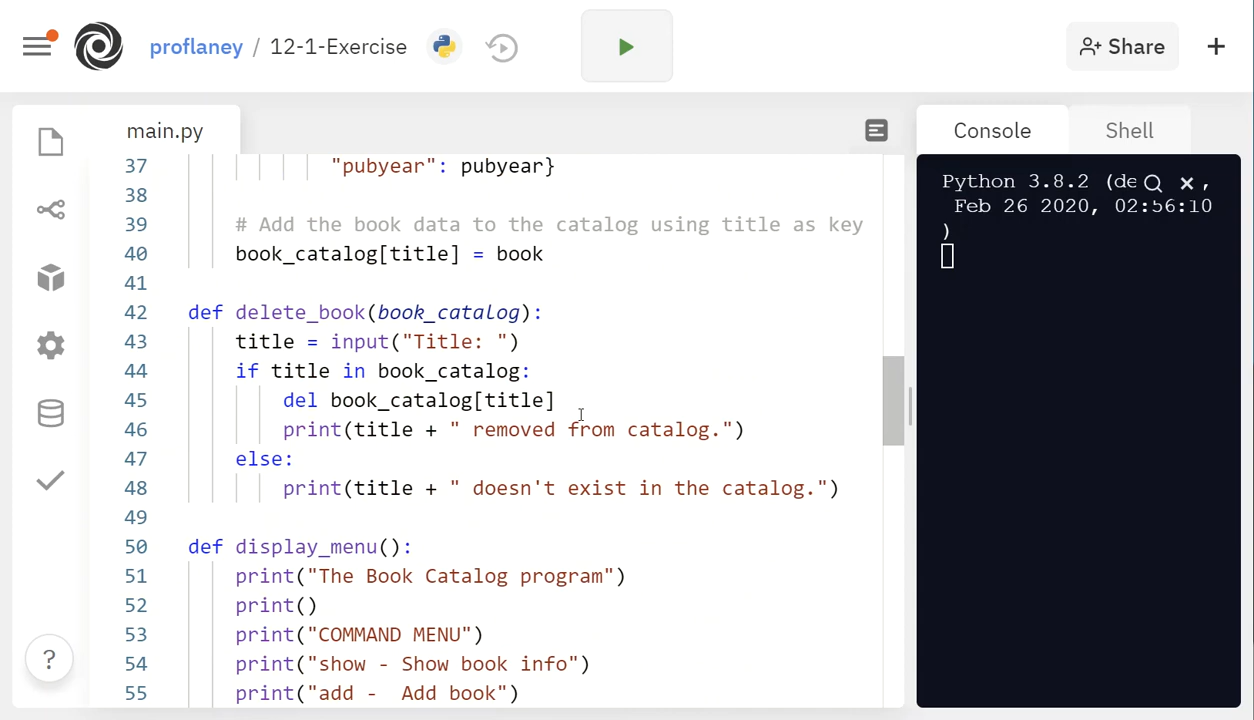 proflaney / 12-1-Exercise
Share
main.py
Console
Shell
37 "pubyear": pubyear}
38
39 # Add the book data to the catalog using title as key
40 book_catalog[title] = book
41
42 def delete_book(book_catalog):
43 title = input("Title: ")
44 if title in book_catalog:
45 del book_catalog[title]
46 print(title + " removed from catalog.")
47 else:
48 print(title + " doesn't exist in the catalog.")
49
50 def display_menu():
51 print("The Book Catalog program")
52 print()
53 print("COMMAND MENU")
54 print("show - Show book info")
55 print("add -  Add book")
Python 3.8.2 (de ,
Feb 26 2020, 02:56:10
)
?